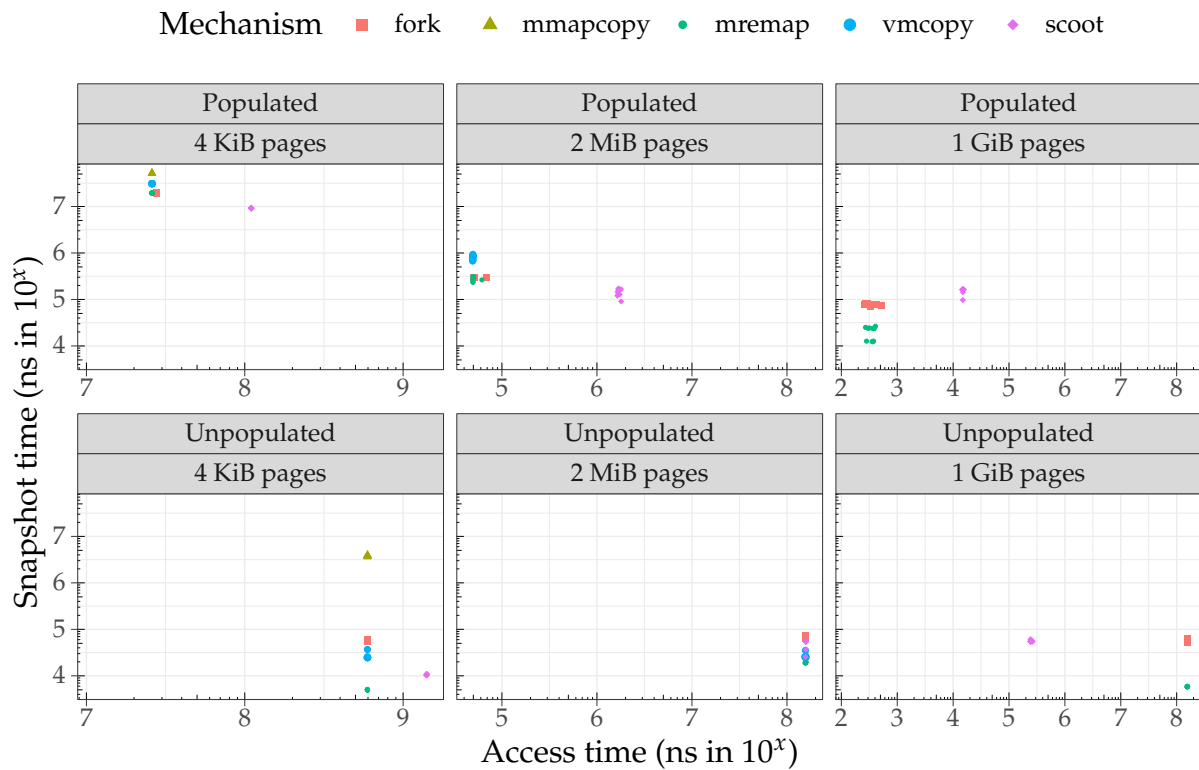 Mechanism fork mmapcopy mremap vmcopy scoot
Populated Populated Populated
4 KiB pages 2 MiB pages 1 GiB pages
7
6
5
4
7 8 9 5 6 7 8 2 3 4 5 6 7 8
Unpopulated Unpopulated Unpopulated
4 KiB pages 2 MiB pages 1 GiB pages
7
6
5
4
7 8 9 5 6 7 8 2 3 4 5 6 7 8
Snapshot time (ns in 10ˣ)
Access time (ns in 10ˣ)